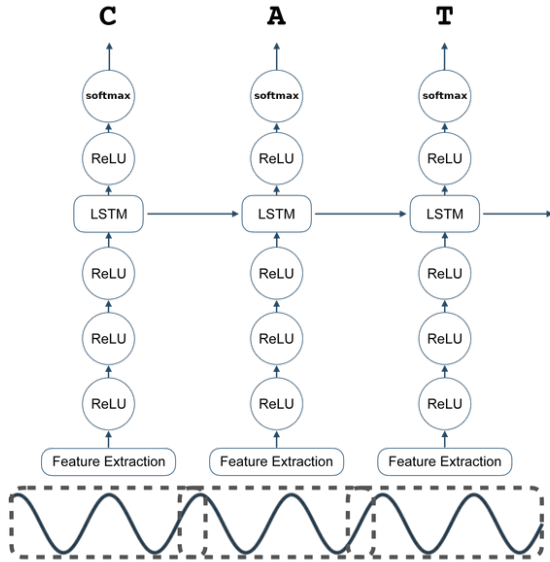 C A T
softmax softmax softmax
ReLU ReLU ReLU
LSTM LSTM LSTM
ReLU ReLU ReLU
ReLU ReLU ReLU
ReLU ReLU ReLU
Feature Extraction Feature Extraction Feature Extraction